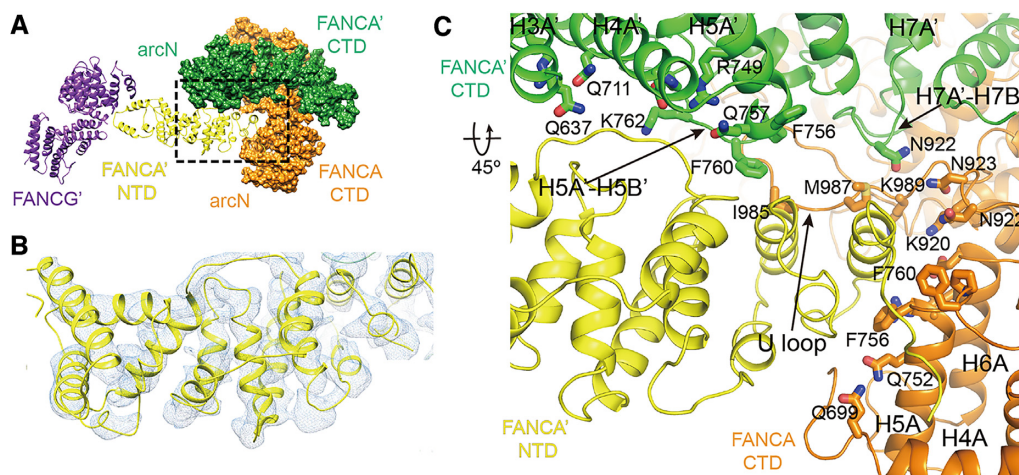 A
arcN
FANCA'
CTD
FANCG'
FANCA'
NTD
arcN
FANCA
CTD
B
C
H3A'
H4A'
H5A'
H7A'
FANCA'
CTD
R749
Q711
H7A'-H7B
Q637
K762
Q757
F756
45º
N922
F760
N923
H5A'-H5B'
M987
K989
I985
N922
K920
F760
U loop
F756
Q752
H6A
Q699
FANCA'
NTD
FANCA
CTD
H5A
H4A